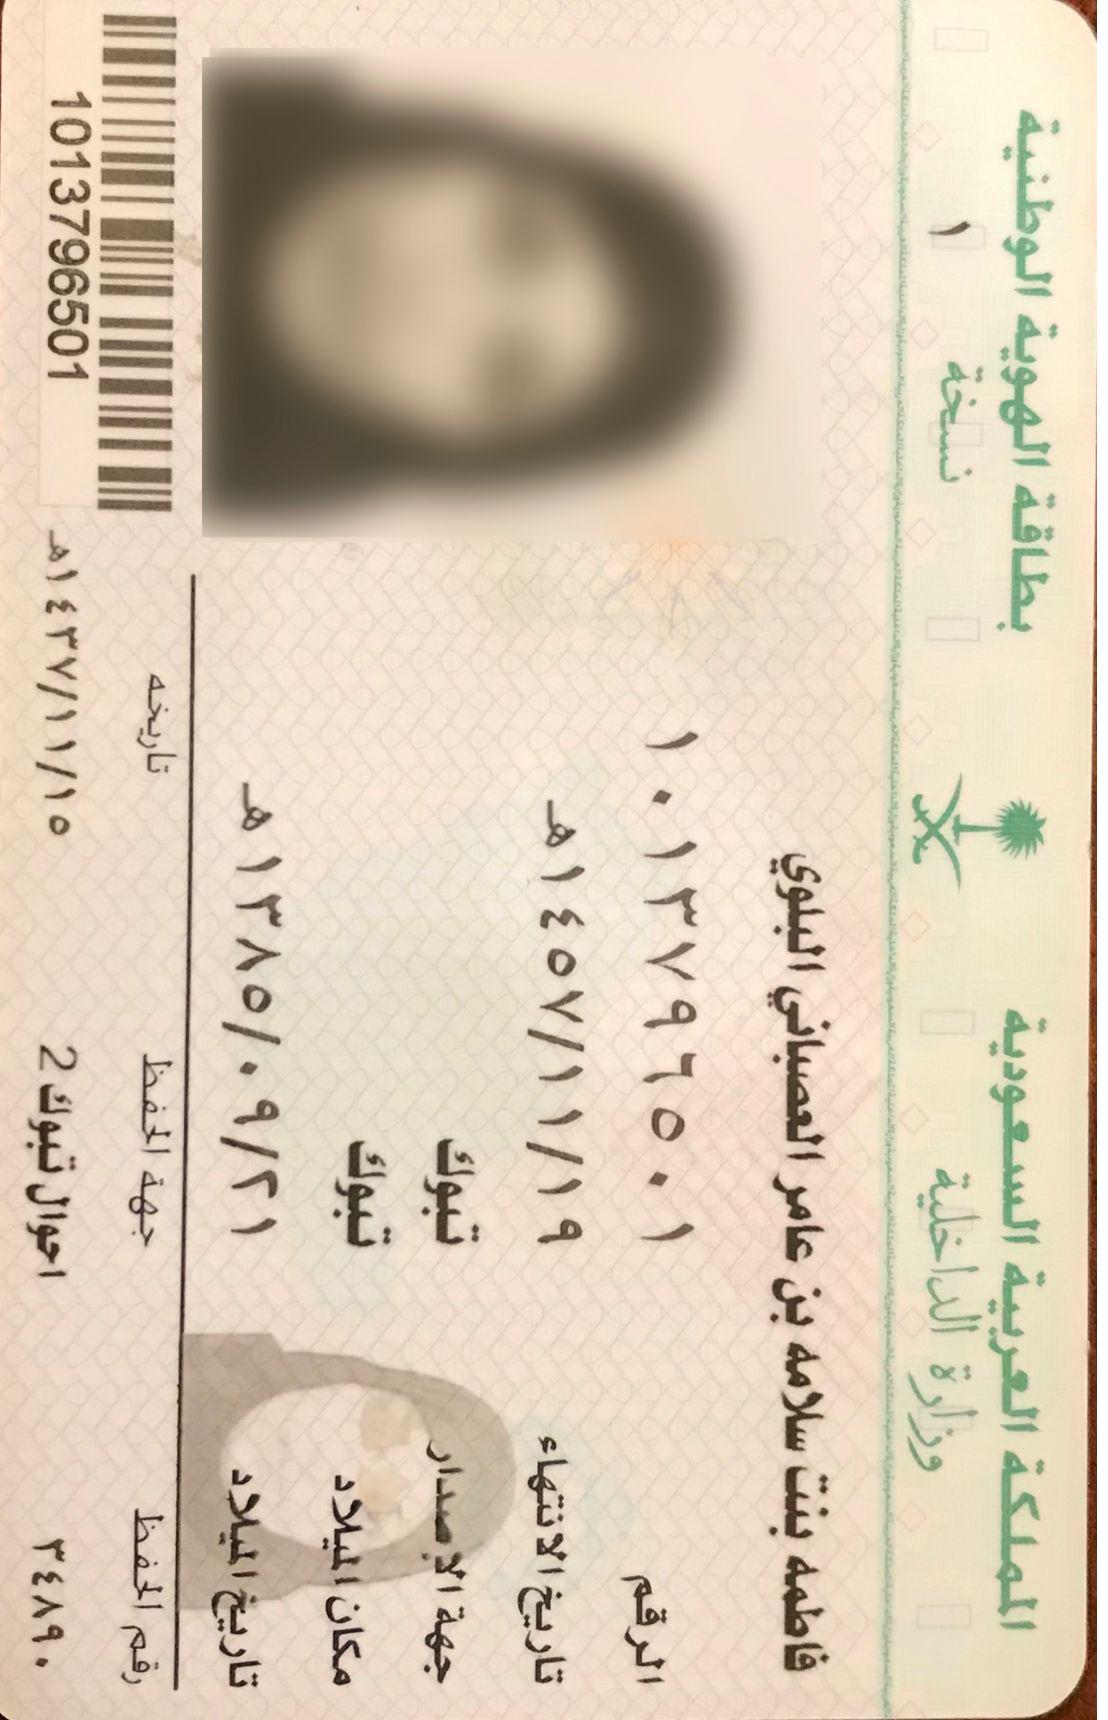 المملكة العربية السعودية
بطاقة الهوية الوطنية
وزارة الداخلية
نسخة ١
فاطمه بنت سلامه بن عامر العصباني البلوي
الرقم ١٠١٣٧٩٦٥٠١
تاريخ الانتهاء ١٤٥٧/١١/١٩هـ
جهة الاصدار تبوك
مكان الميلاد تبوك
تاريخ الميلاد ١٣٨٥/٠٩/٢١هـ
رقم الحفظ جهة الحفظ تاريخه
٣٤٨٩٠ احوال تبوك 2 ١٤٣٧/١١/١٥هـ
1013796501